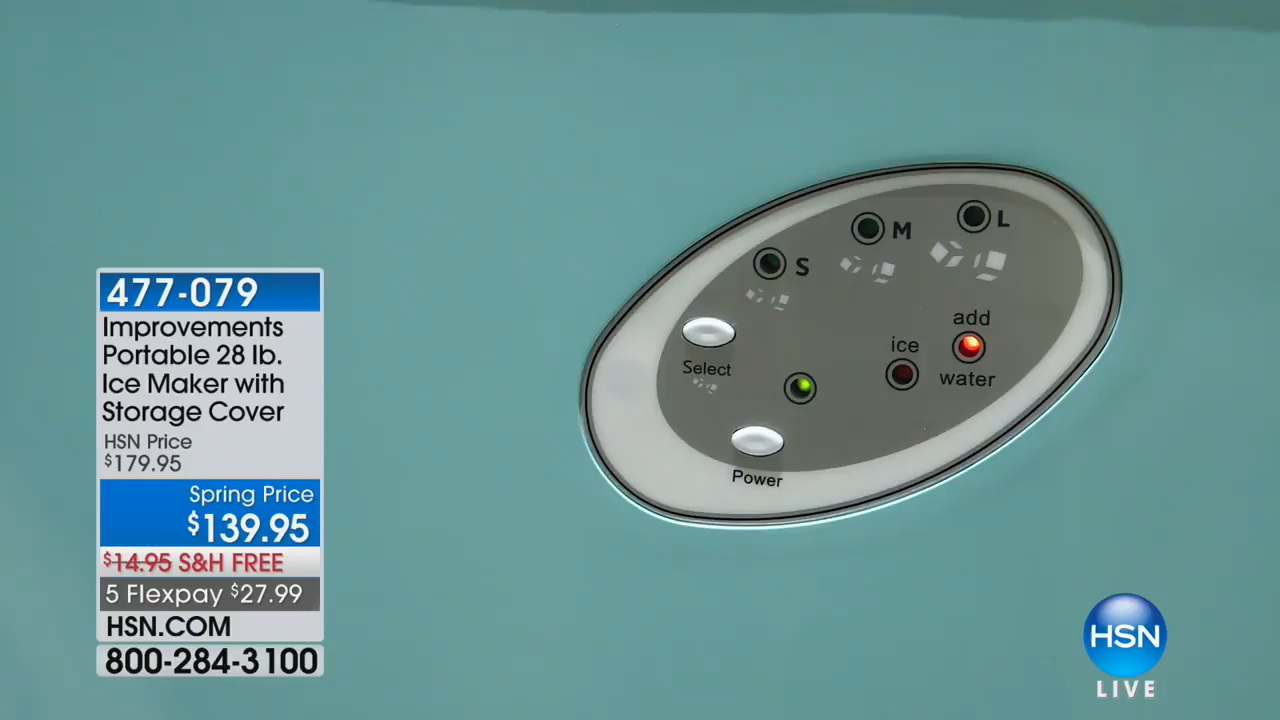 477-079
Improvements
Portable 28 lb.
Ice Maker with
Storage Cover
HSN Price
$179.95
Spring Price
$139.95
$14.95 S&H FREE
5 Flexpay $27.99
HSN.COM
800-284-3100
S
M
L
Select
Power
ice
add
water
HSN
LIVE